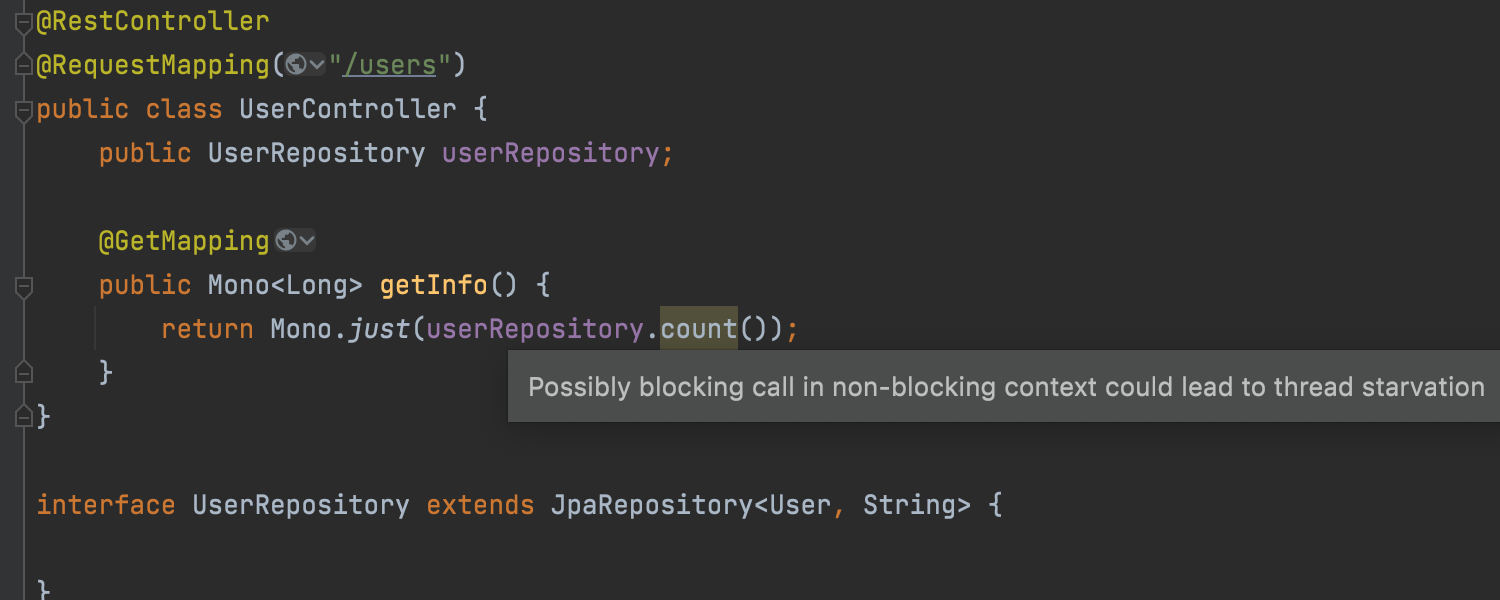 @RestController
@RequestMapping("/users")
public class UserController {
    public UserRepository userRepository;
    @GetMapping
    public Mono<Long> getInfo() {
        return Mono.just(userRepository.count());
    }
Possibly blocking call in non-blocking context could lead to thread starvation
}
interface UserRepository extends JpaRepository<User, String> {
}